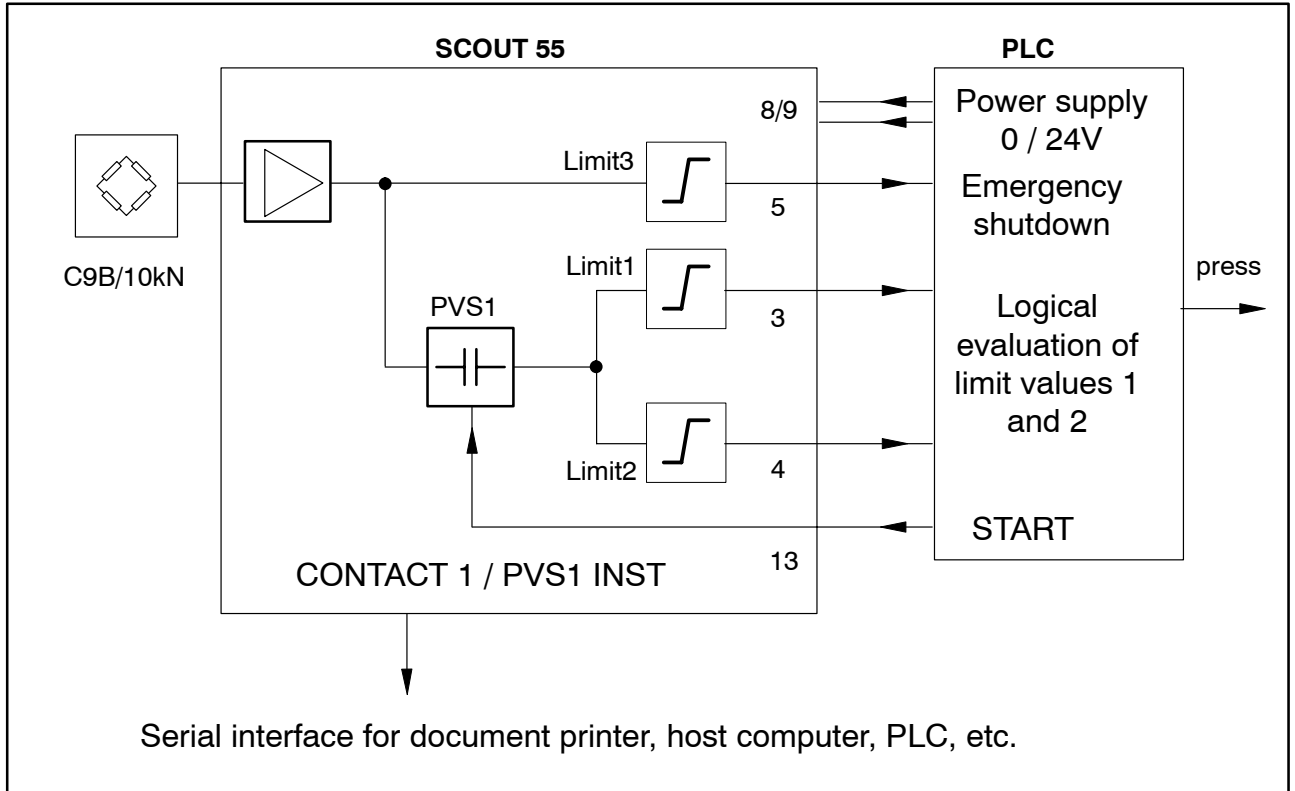 SCOUT 55
PLC
8/9
Power supply
0 / 24V
Limit3
5
Emergency
shutdown
C9B/10kN
Limit1
3
press
PVS1
Logical
evaluation of
limit values 1
and 2
Limit2
4
START
13
CONTACT 1 / PVS1 INST
Serial interface for document printer, host computer, PLC, etc.